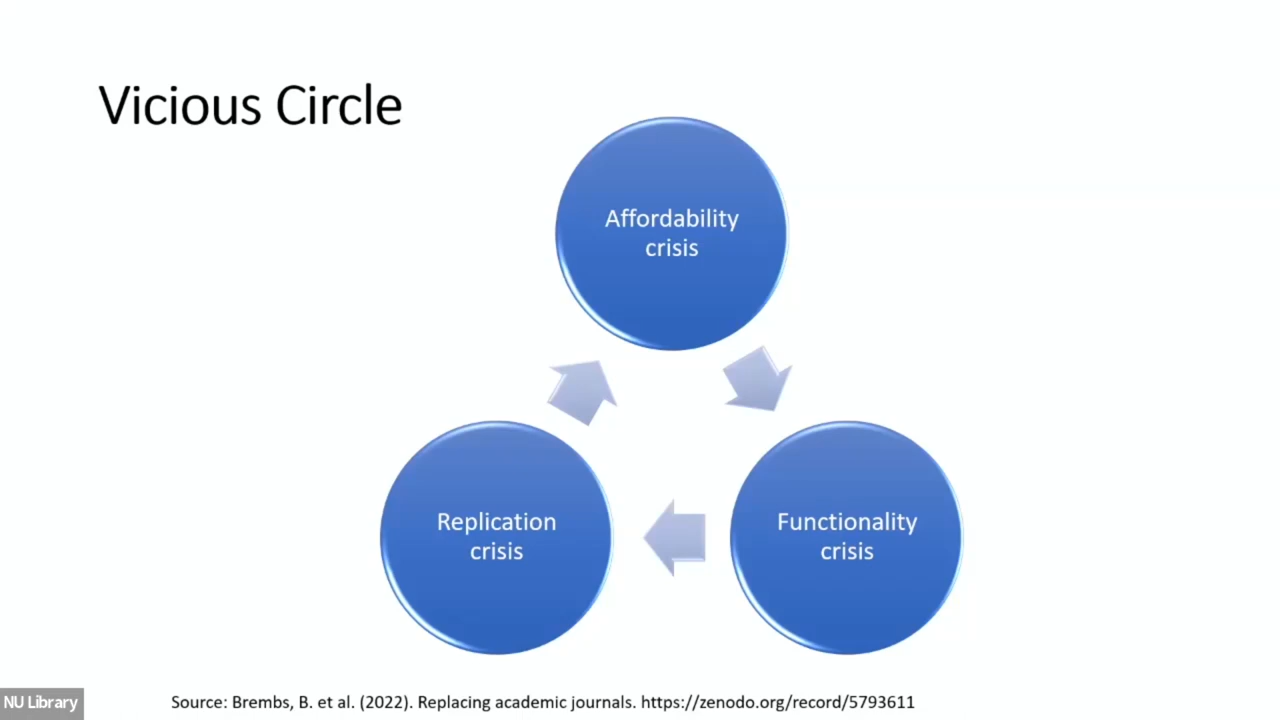 Vicious Circle
Affordability
crisis
Replication
crisis
Functionality
crisis
NU Library
Source: Brembs, B. et al. (2022). Replacing academic journals. https://zenodo.org/record/5793611